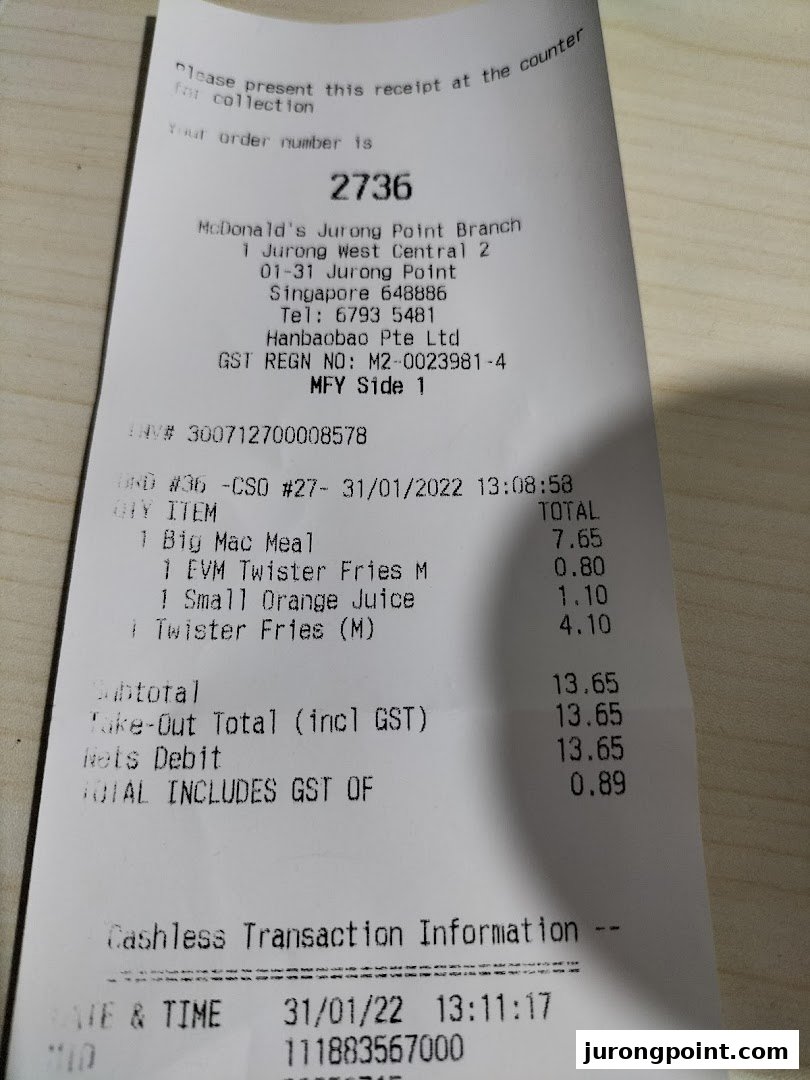 Please present this receipt at the counter
for collection
Your order number is
2736
McDonald's Jurong Point Branch
1 Jurong West Central 2
01-31 Jurong Point
Singapore 648886
Tel: 6793 5481
Hanbaobao Pte Ltd
GST REGN NO: M2-0023981-4
MFY Side 1
INV# 300712700008578
ORD #36 -CSO #27- 31/01/2022 13:08:58
QTY ITEM TOTAL
1 Big Mac Meal 7.65
1 EVM Twister Fries M 0.80
1 Small Orange Juice 1.10
1 Twister Fries (M) 4.10
Subtotal 13.65
Take-Out Total (incl GST) 13.65
Nets Debit 13.65
TOTAL INCLUDES GST OF 0.89
Cashless Transaction Information --
DATE & TIME 31/01/22 13:11:17
MID 111883567000
jurongpoint.com